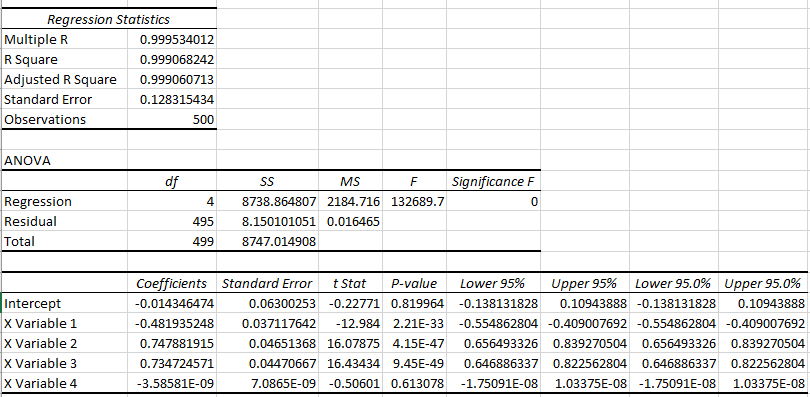 Regression Statistics
Multiple R 0.999534012
R Square 0.999068242
Adjusted R Square 0.999060713
Standard Error 0.128315434
Observations 500
ANOVA
df SS MS F Significance F
Regression 4 8738.864807 2184.716 132689.7 0
Residual 495 8.150101051 0.016465
Total 499 8747.014908
Coefficients Standard Error t Stat P-value Lower 95% Upper 95% Lower 95.0% Upper 95.0%
Intercept -0.014346474 0.06300253 -0.22771 0.819964 -0.138131828 0.10943888 -0.138131828 0.10943888
X Variable 1 -0.481935248 0.037117642 -12.984 2.21E-33 -0.554862804 -0.409007692 -0.554862804 -0.409007692
X Variable 2 0.747881915 0.04651368 16.07875 4.15E-47 0.656493326 0.839270504 0.656493326 0.839270504
X Variable 3 0.734724571 0.04470667 16.43434 9.45E-49 0.646886337 0.822562804 0.646886337 0.822562804
X Variable 4 -3.58581E-09 7.0865E-09 -0.50601 0.613078 -1.75091E-08 1.03375E-08 -1.75091E-08 1.03375E-08